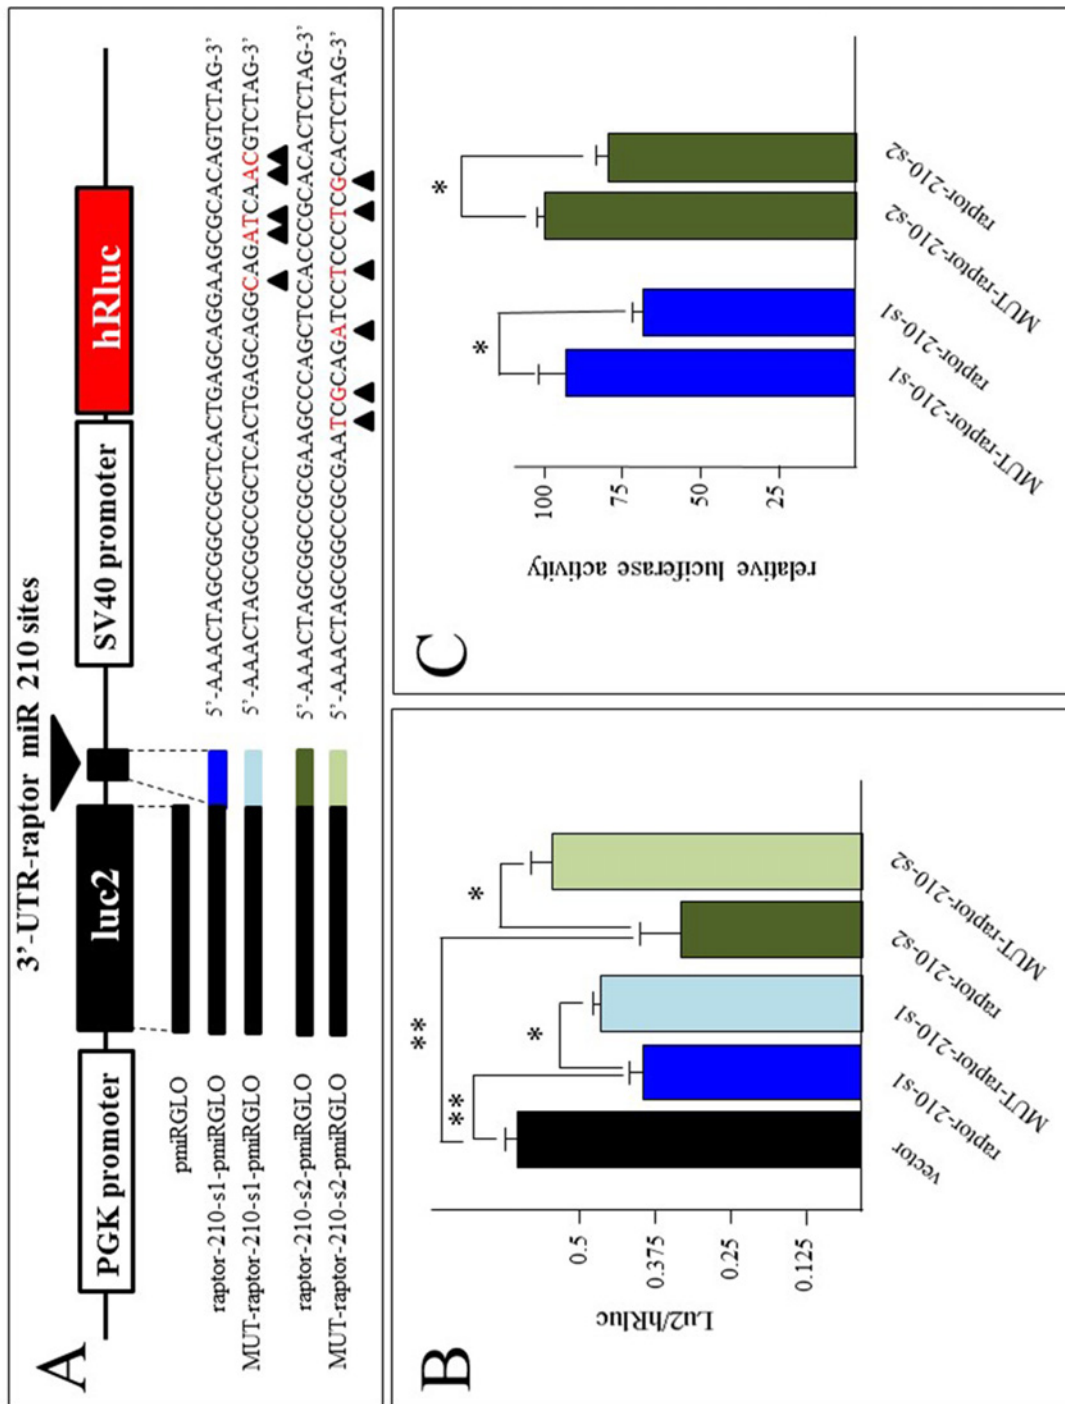 A
3'-UTR-raptor miR 210 sites
PGK promoter luc2 SV40 promoter hRluc
pmiRGLO
raptor-210-s1-pmiRGLO 5'-AAACTAGCGGCCGCTCACTGAGCAGGAAGCGCACAGTCTAG-3'
MUT-raptor-210-s1-pmiRGLO 5'-AAACTAGCGGCCGCTCACTGAGCAGGCAGATCAACGTCTAG-3'
raptor-210-s2-pmiRGLO 5'-AAACTAGCGGCCGCGAAGCCCAGCTCCACCCGCACACTCTAG-3'
MUT-raptor-210-s2-pmiRGLO 5'-AAACTAGCGGCCGCGAATCGCAGATCCTCCCTCGCACTCTAG-3'
B
Lu2/hRluc
0.5
0.375
0.25
0.125
**
**
*
*
vector
raptor-210-s1
MUT-raptor-210-s1
raptor-210-s2
MUT-raptor-210-s2
C
relative luciferase activity
100
75
50
25
*
*
MUT-raptor-210-s1
raptor-210-s1
MUT-raptor-210-s2
raptor-210-s2